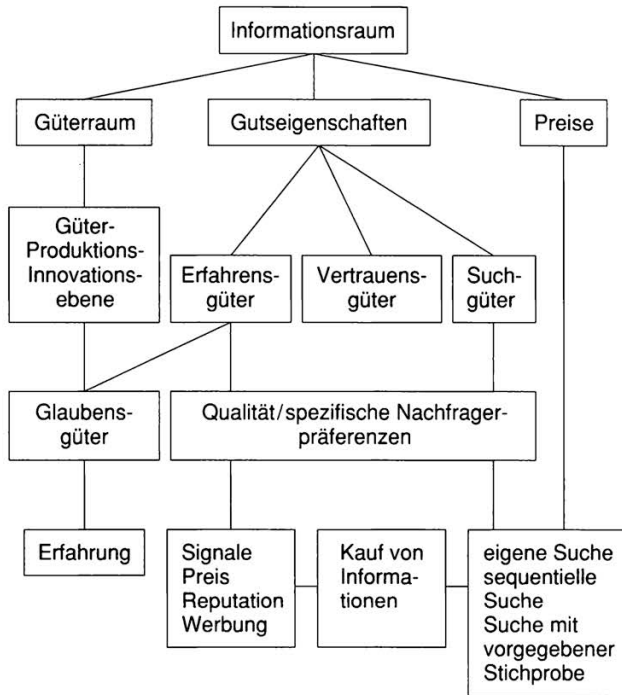 Informationsraum
Güterraum
Gutseigenschaften
Preise
Güter-
Produktions-
Innovations-
ebene
Erfahrens-
güter
Vertrauens-
güter
Such-
güter
Glaubens-
güter
Qualität/spezifische Nachfrager-
präferenzen
Erfahrung
Signale
Preis
Reputation
Werbung
Kauf von
Informa-
tionen
eigene Suche
sequentielle
Suche
Suche mit
vorgegebener
Stichprobe